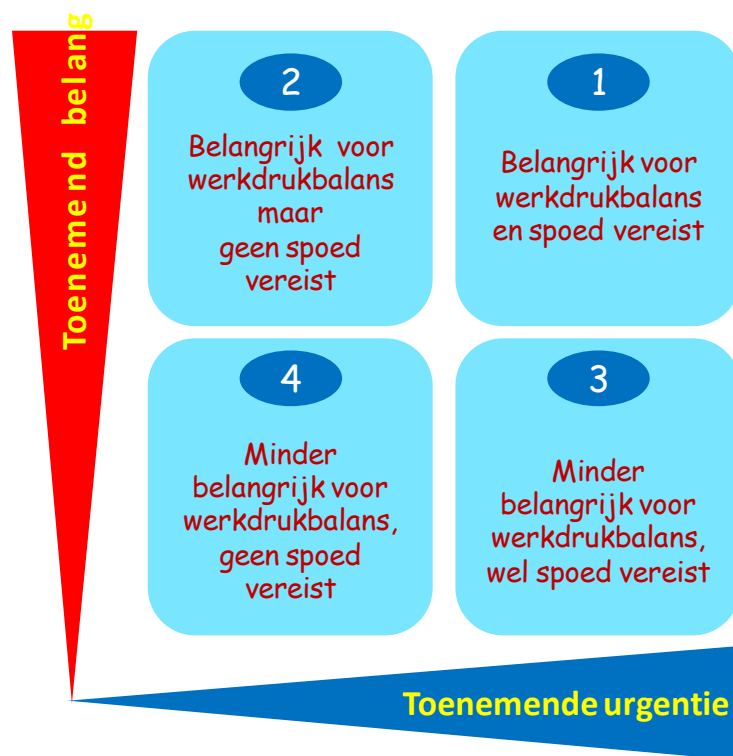 Toenemend belang
2
Belangrijk voor
werkdrukbalans
maar
geen spoed
vereist
1
Belangrijk voor
werkdrukbalans
en spoed vereist
4
Minder
belangrijk voor
werkdrukbalans,
geen spoed
vereist
3
Minder
belangrijk voor
werkdrukbalans,
wel spoed vereist
Toenemende urgentie